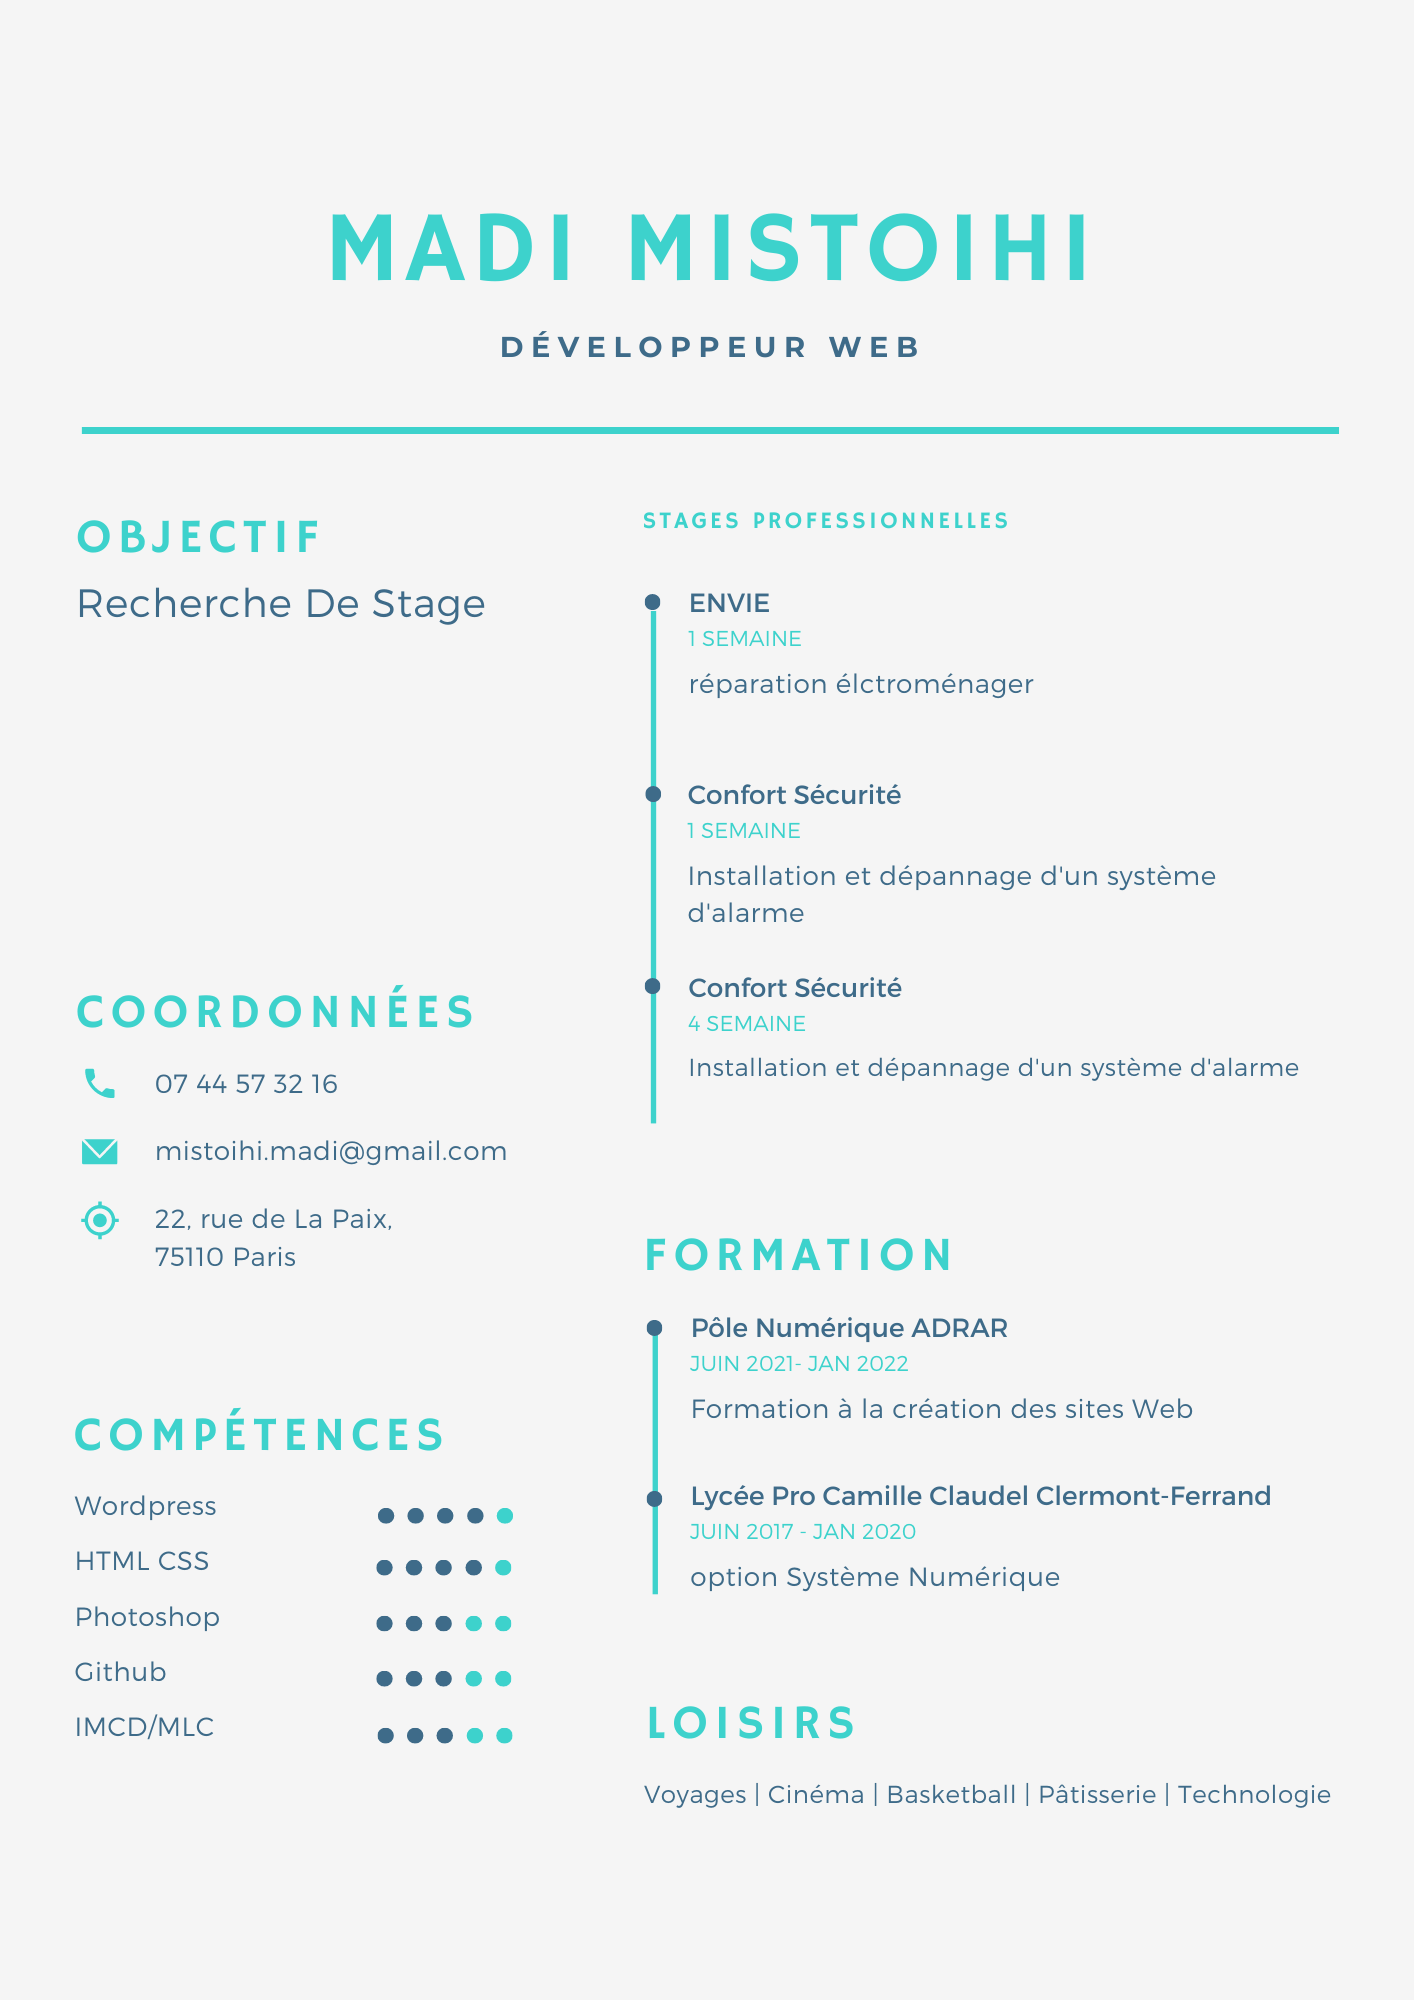 MADI MISTOIHI
DÉVELOPPEUR WEB
OBJECTIF
Recherche De Stage
COORDONNÉES
07 44 57 32 16
mistoihi.madi@gmail.com
22, rue de La Paix,
75110 Paris
COMPÉTENCES
Wordpress
HTML CSS
Photoshop
Github
IMCD/MLC
STAGES PROFESSIONNELLES
ENVIE
1 SEMAINE
réparation élctroménager
Confort Sécurité
1 SEMAINE
Installation et dépannage d'un système
d'alarme
Confort Sécurité
4 SEMAINE
Installation et dépannage d'un système d'alarme
FORMATION
Pôle Numérique ADRAR
JUIN 2021- JAN 2022
Formation à la création des sites Web
Lycée Pro Camille Claudel Clermont-Ferrand
JUIN 2017 - JAN 2020
option Système Numérique
LOISIRS
Voyages | Cinéma | Basketball | Pâtisserie | Technologie